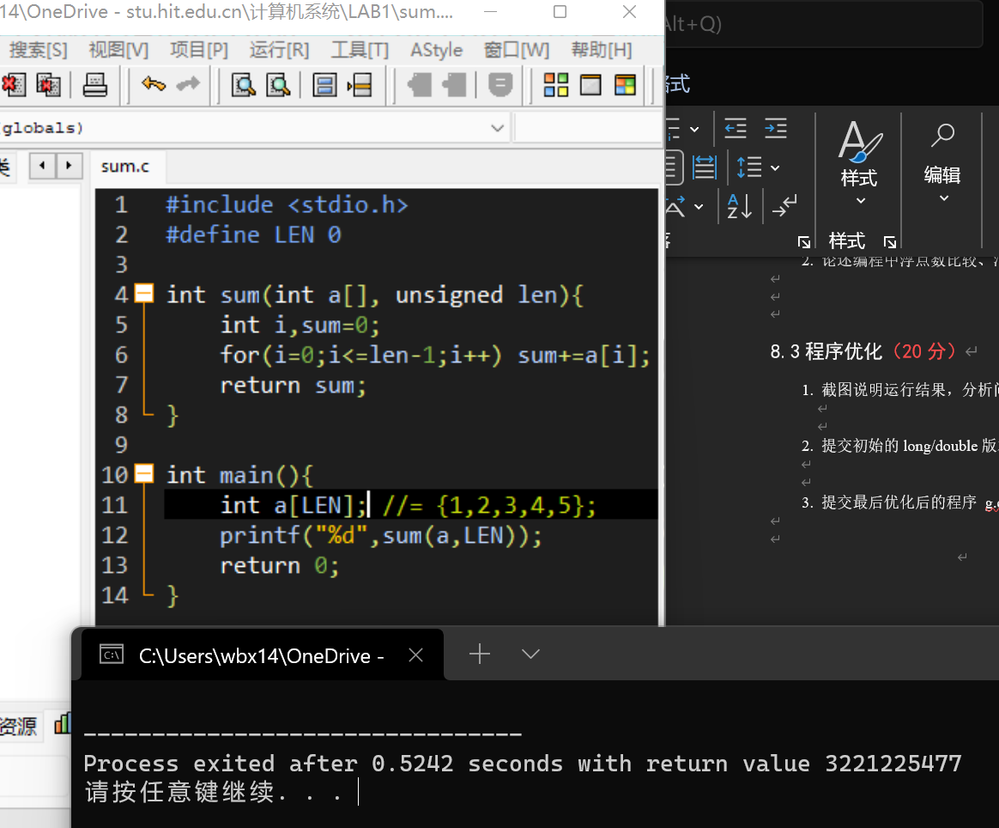 14\OneDrive - stu.hit.edu.cn\计算机系统\LAB1\sum....
Alt+Q)
搜索[S] 视图[V] 项目[P] 运行[R] 工具[T] AStyle 窗口[W] 帮助[H]
格式
(globals)
样式
编辑
sum.c
样式
1 #include <stdio.h>
2 #define LEN 0
3
4 int sum(int a[], unsigned len){
5 int i,sum=0;
6 for(i=0;i<=len-1;i++) sum+=a[i];
7 return sum;
8 }
9
10 int main(){
11 int a[LEN]; //= {1,2,3,4,5};
12 printf("%d",sum(a,LEN));
13 return 0;
14 }
2. 论述编程中浮点数比较、
8.3 程序优化（20 分）
1. 截图说明运行结果，分析
2. 提交初始的 long/double 版
3. 提交最后优化后的程序 g.c
C:\Users\wbx14\OneDrive -
资源
--------------------------------
Process exited after 0.5242 seconds with return value 3221225477
请按任意键继续. . .